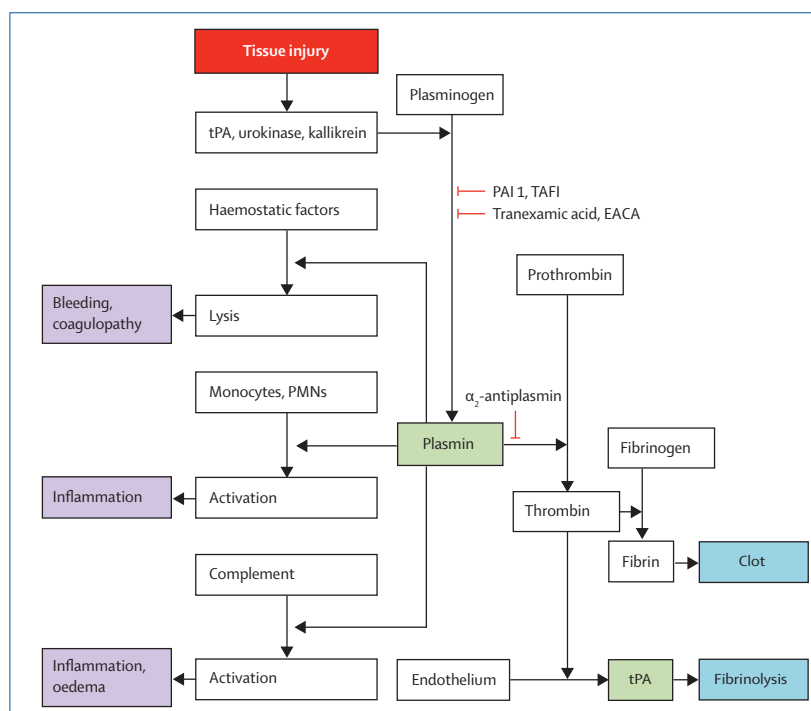 Tissue injury
Plasminogen
tPA, urokinase, kallikrein
PAI 1, TAFI
Tranexamic acid, EACA
Haemostatic factors
Prothrombin
Bleeding,
coagulopathy
Lysis
Monocytes, PMNs
α₂-antiplasmin
Plasmin
Fibrinogen
Inflammation
Activation
Thrombin
Fibrin
Clot
Complement
Inflammation,
oedema
Activation
Endothelium
tPA
Fibrinolysis